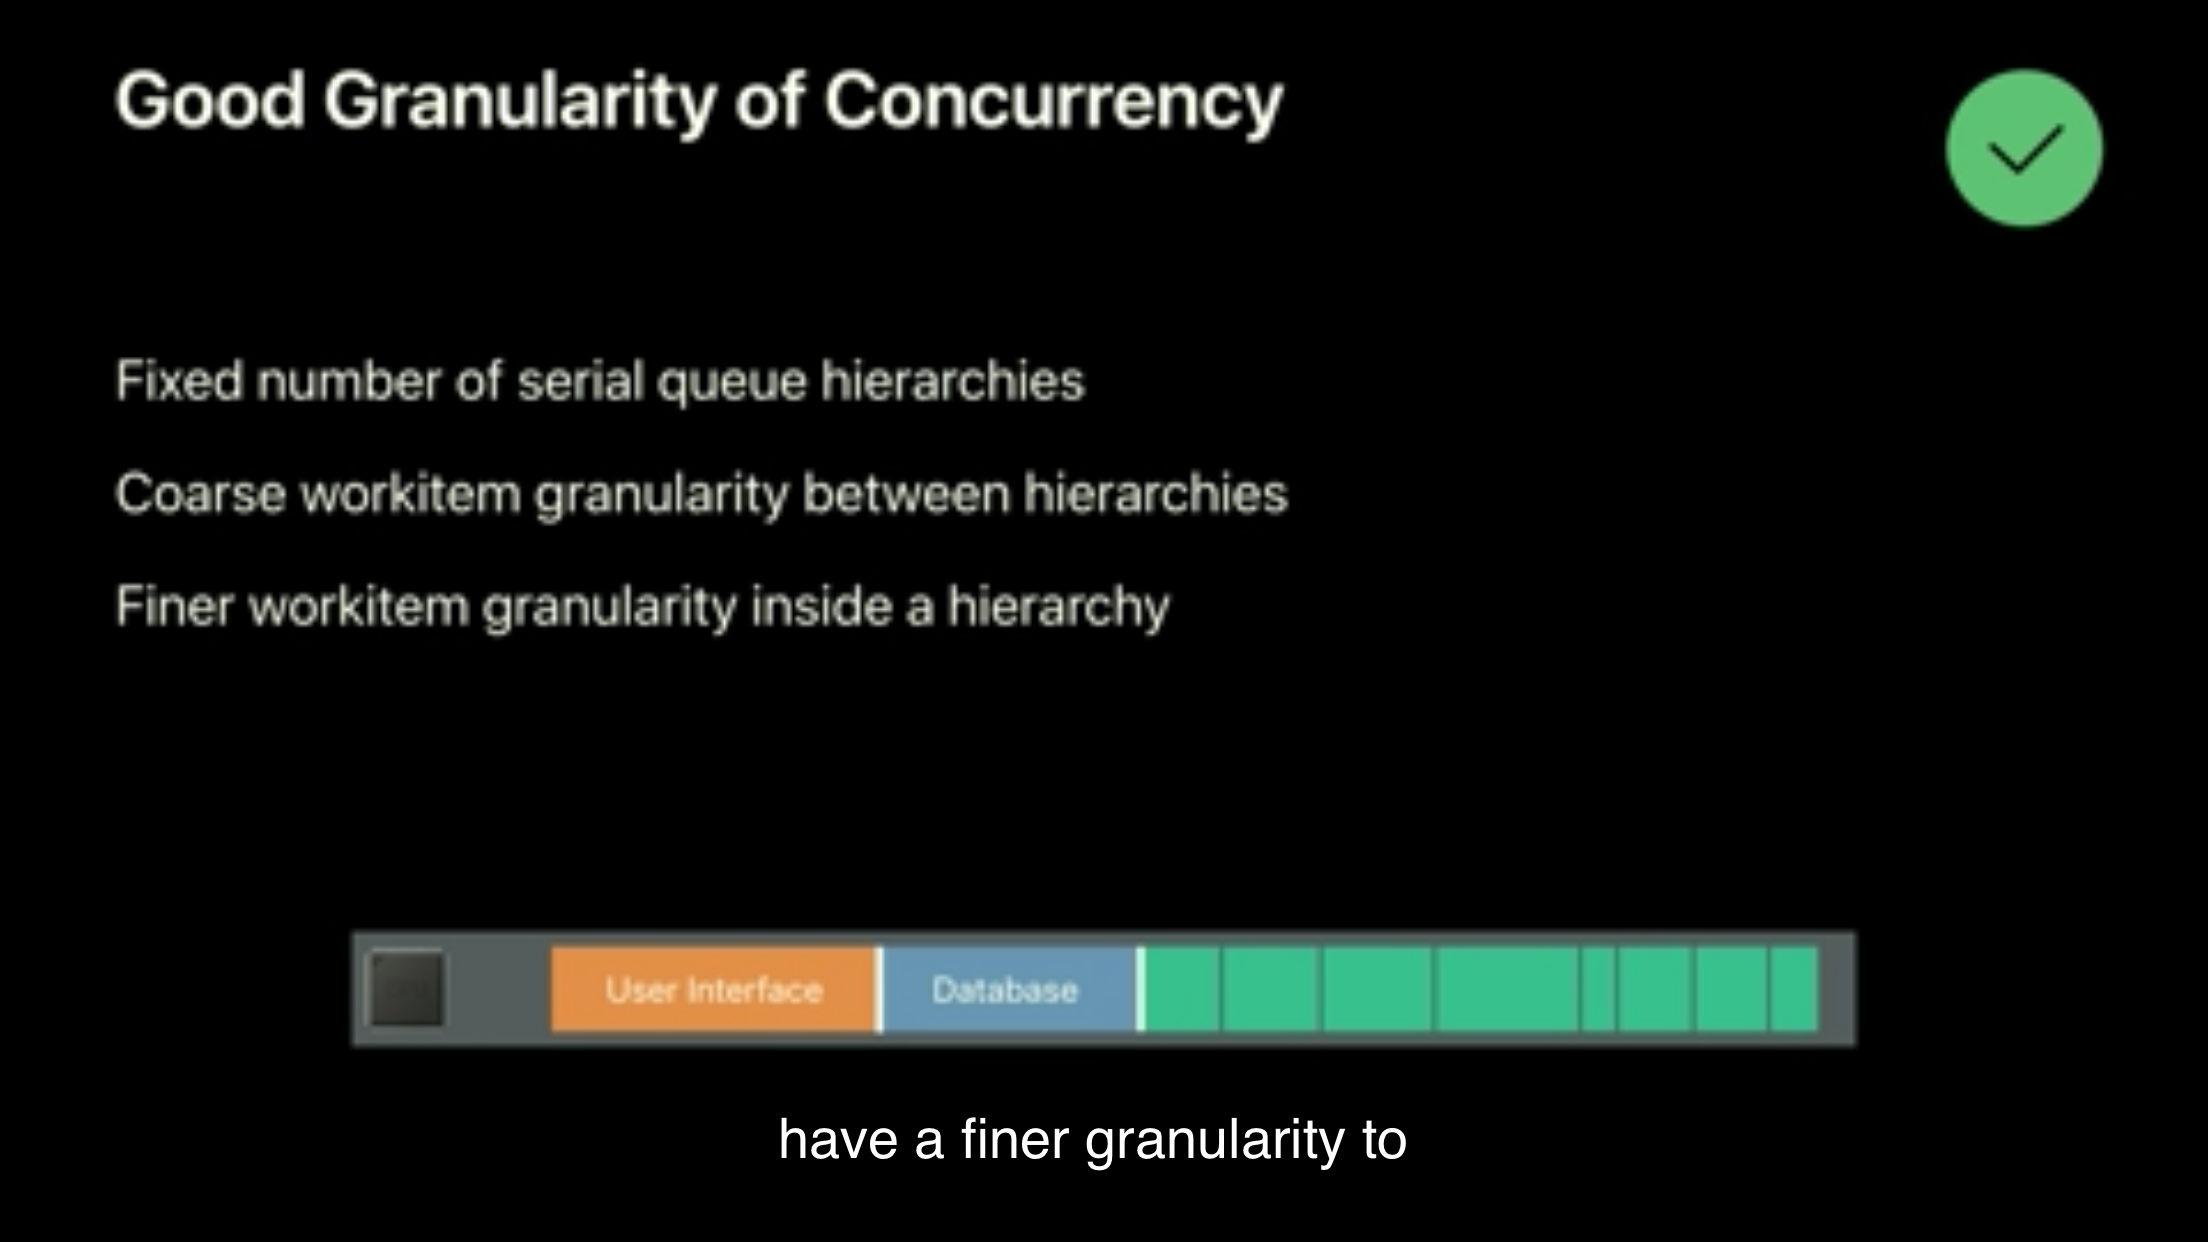 Good Granularity of Concurrency
Fixed number of serial queue hierarchies
Coarse workitem granularity between hierarchies
Finer workitem granularity inside a hierarchy
User Interface
Database
have a finer granularity to